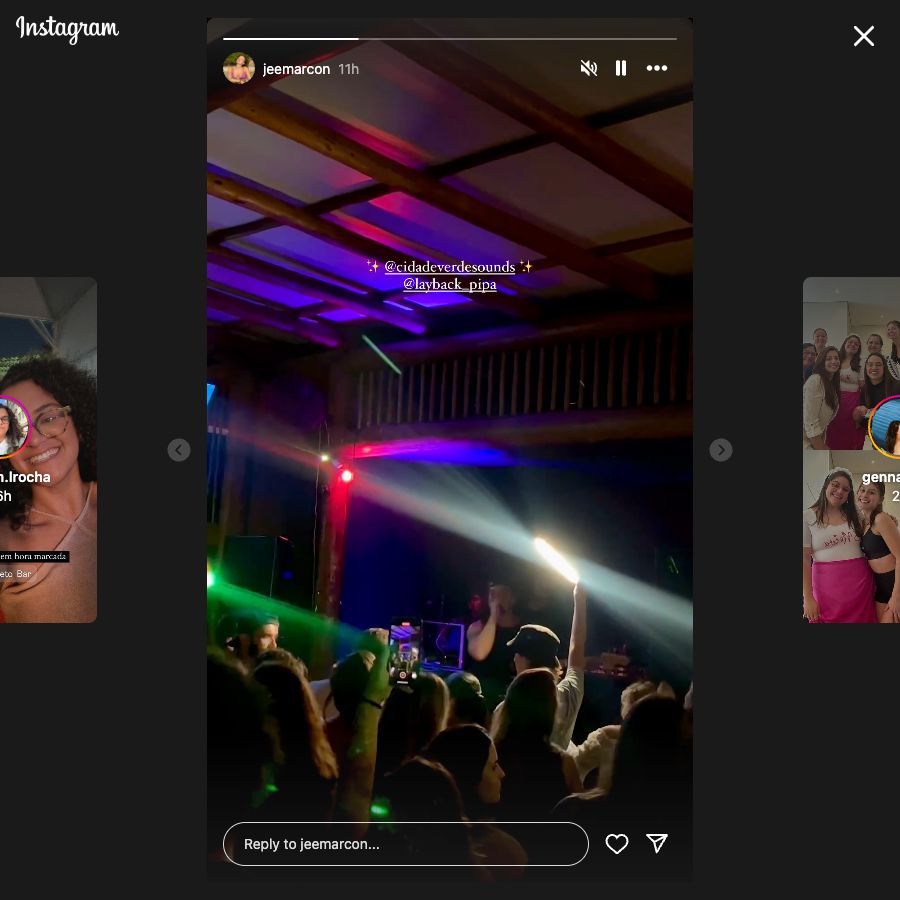 Instagram
jeemarcon 11h
✨ @cidadeverdesounds ✨
@layback_pipa
n.lrocha
6h
em hora marcada
eto Bar
genna
2
Reply to jeemarcon...